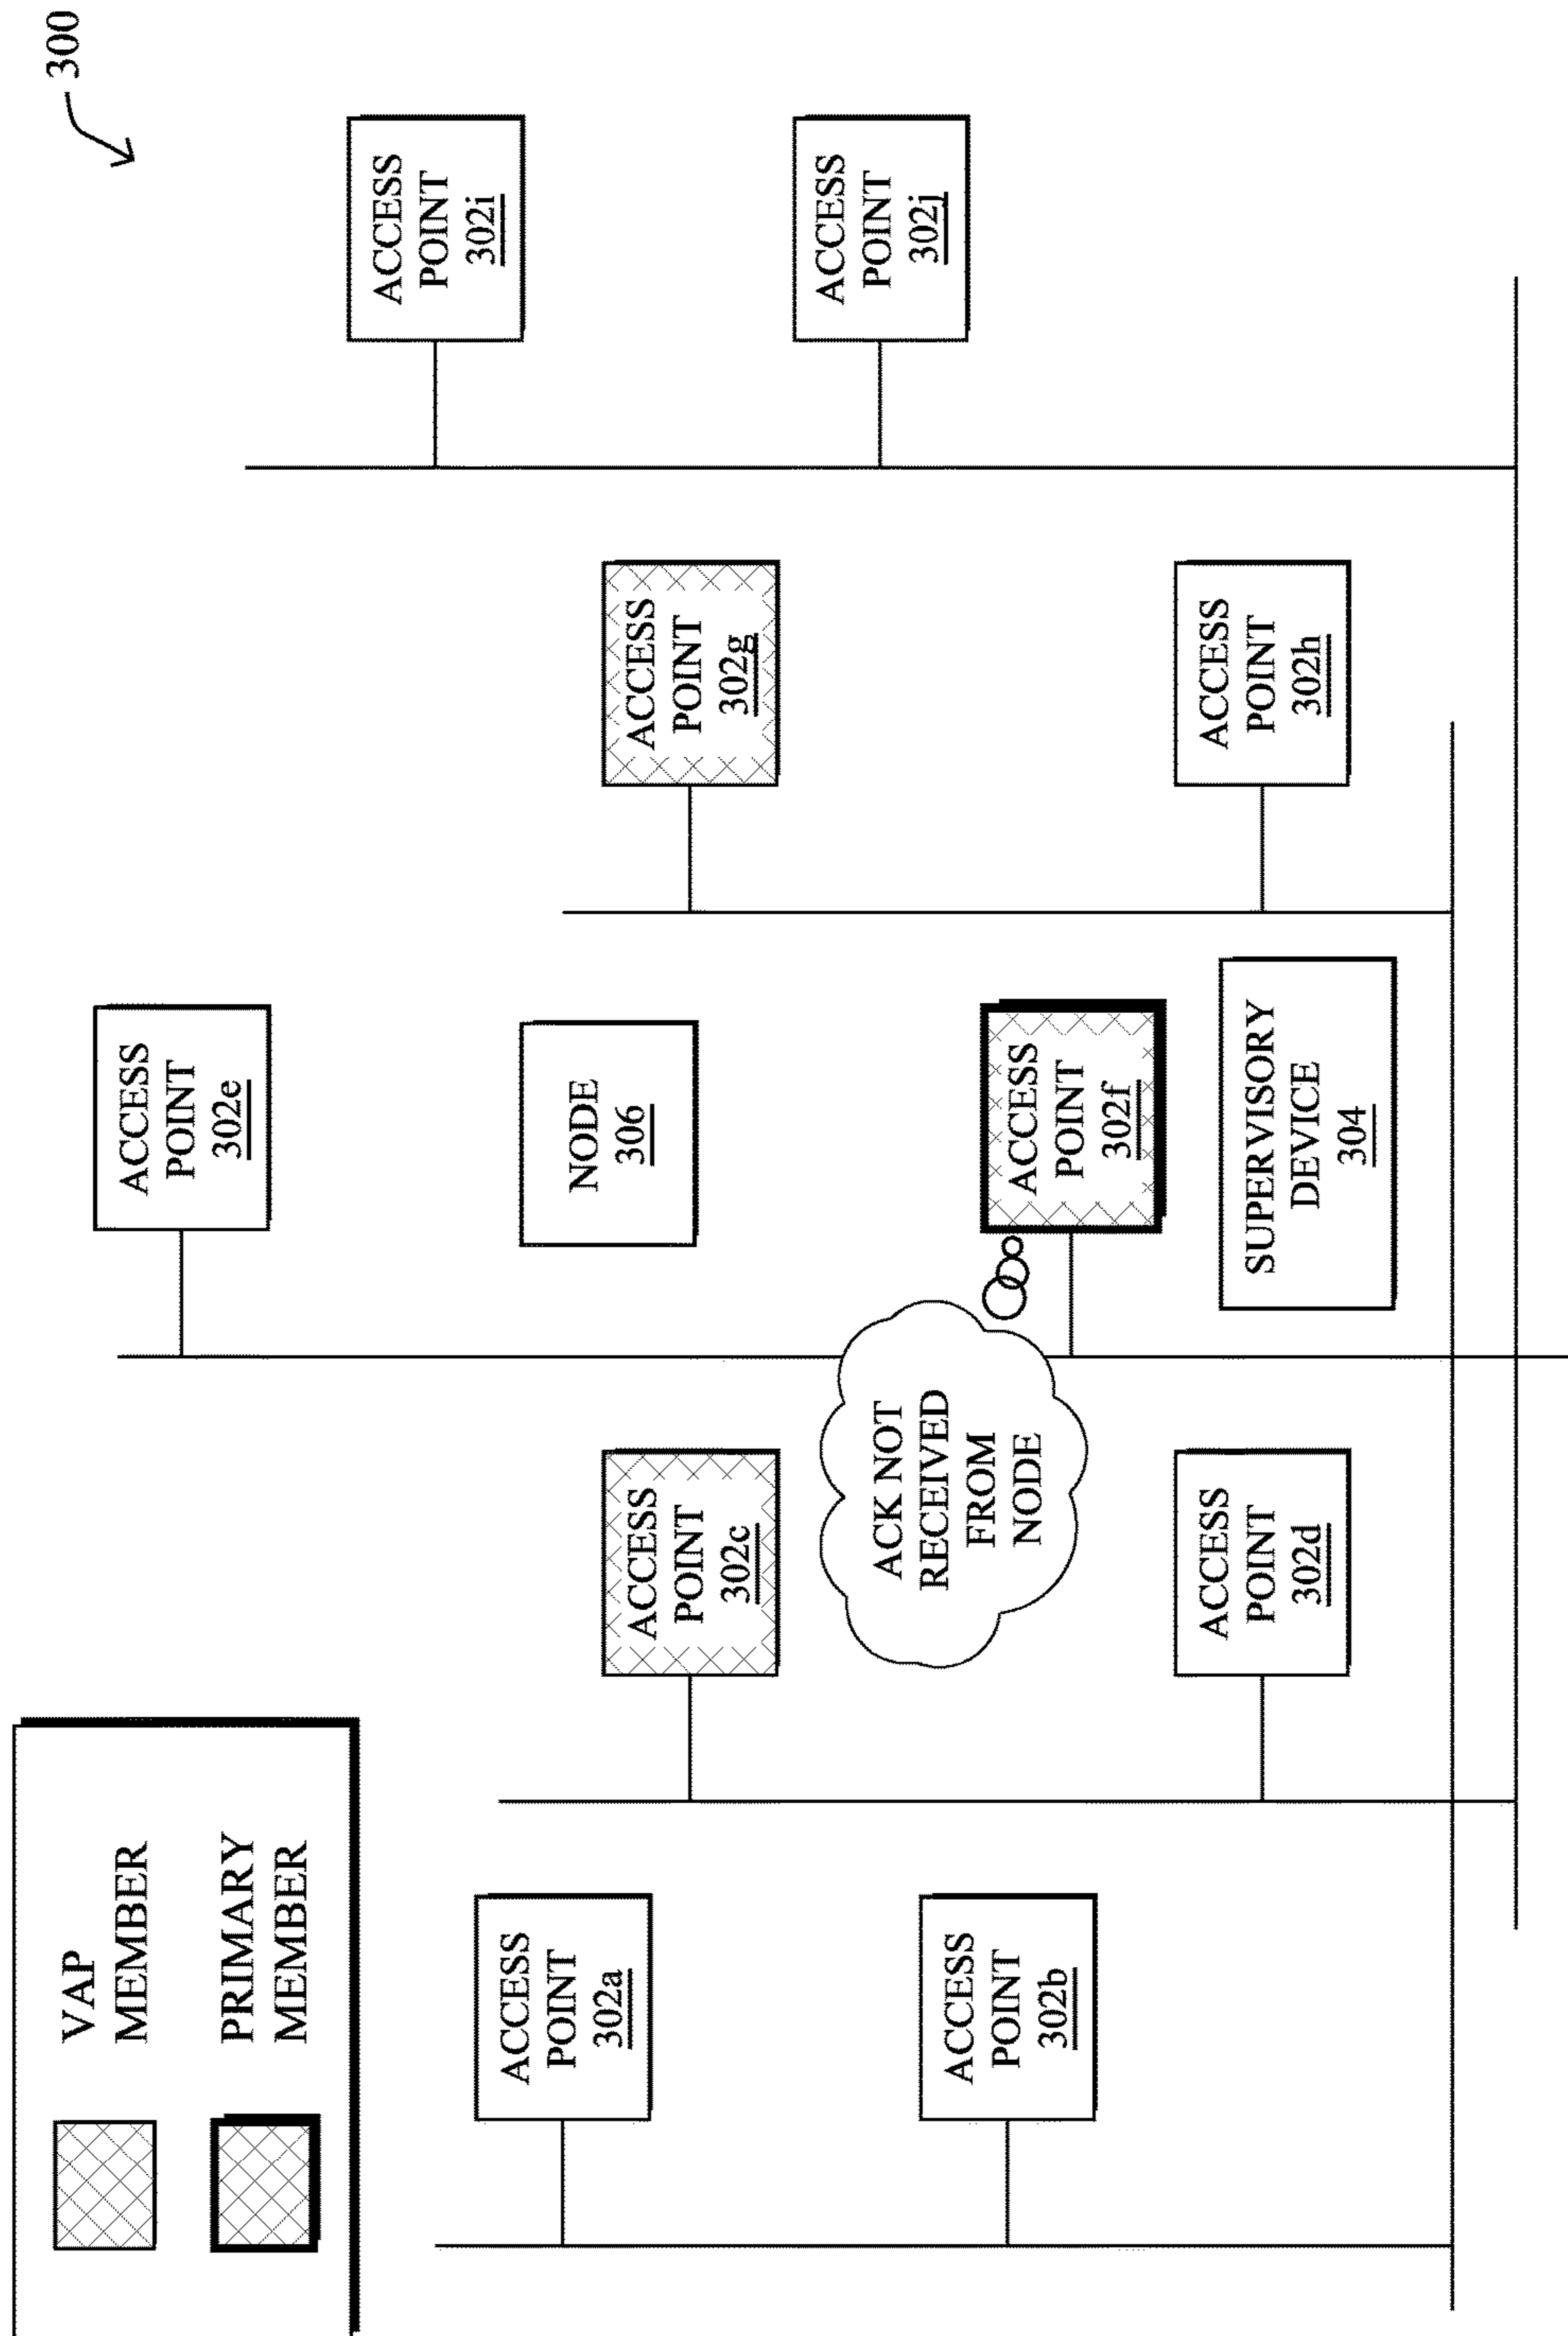 300
VAP
MEMBER
PRIMARY
MEMBER
ACCESS
POINT
302a
ACCESS
POINT
302b
ACCESS
POINT
302c
ACCESS
POINT
302d
ACK NOT
RECEIVED
FROM
NODE
ACCESS
POINT
302e
NODE
306
ACCESS
POINT
302f
SUPERVISORY
DEVICE
304
ACCESS
POINT
302g
ACCESS
POINT
302h
ACCESS
POINT
302i
ACCESS
POINT
302j